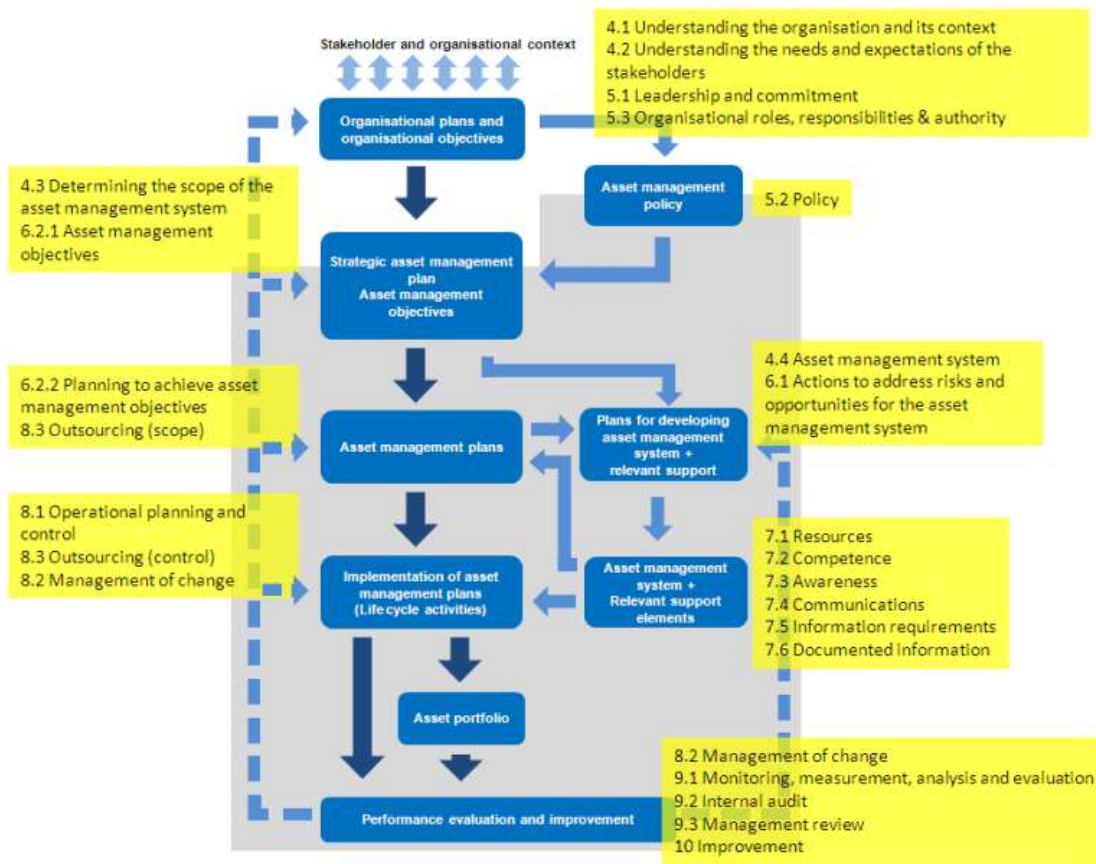 Stakeholder and organisational context
4.1 Understanding the organisation and its context
4.2 Understanding the needs and expectations of the
stakeholders
5.1 Leadership and commitment
5.3 Organisational roles, responsibilities & authority
Organisational plans and
organisational objectives
Asset management
policy
5.2 Policy
4.3 Determining the scope of the
asset management system
6.2.1 Asset management
objectives
Strategic asset management
plan
Asset management
objectives
6.2.2 Planning to achieve asset
management objectives
8.3 Outsourcing (scope)
Asset management plans
Plans for developing
asset management
system +
relevant support
4.4 Asset management system
6.1 Actions to address risks and
opportunities for the asset
management system
8.1 Operational planning and
control
8.3 Outsourcing (control)
8.2 Management of change
Implementation of asset
management plans
(Life cycle activities)
Asset management
system +
Relevant support
elements
7.1 Resources
7.2 Competence
7.3 Awareness
7.4 Communications
7.5 Information requirements
7.6 Documented information
Asset portfolio
Performance evaluation and improvement
8.2 Management of change
9.1 Monitoring, measurement, analysis and evaluation
9.2 Internal audit
9.3 Management review
10 Improvement